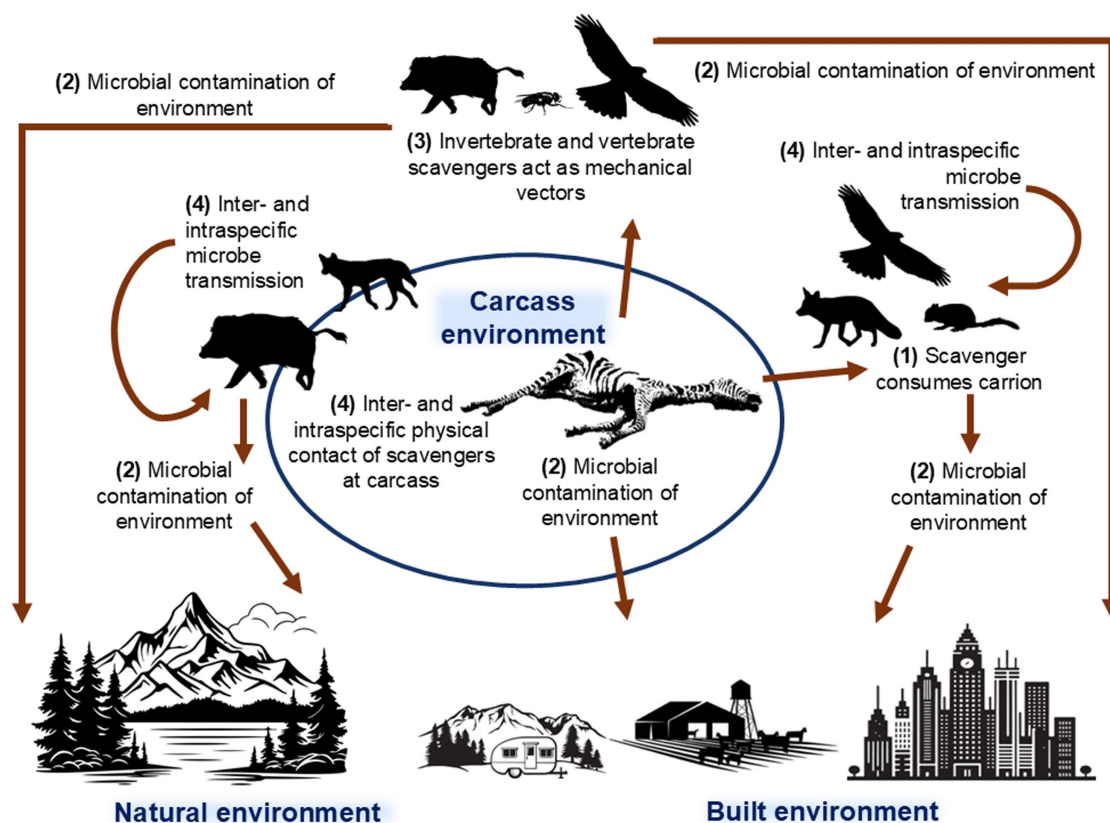 (2) Microbial contamination of
environment
(2) Microbial contamination of environment
(3) Invertebrate and vertebrate
scavengers act as mechanical
vectors
(4) Inter- and intraspecific
microbe
transmission
(4) Inter- and
intraspecific
microbe
transmission
Carcass
environment
(1) Scavenger
consumes carrion
(4) Inter- and
intraspecific physical
contact of scavengers
at carcass
(2) Microbial
contamination of
environment
(2) Microbial
contamination of
environment
(2) Microbial
contamination of
environment
Natural environment
Built environment